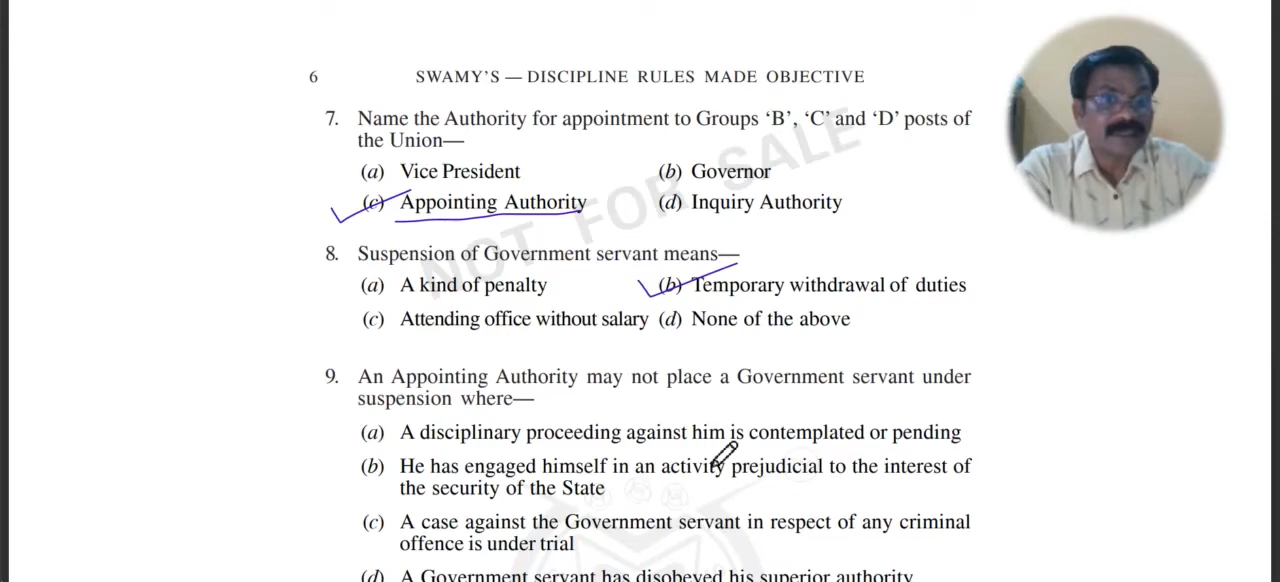 6 SWAMY'S — DISCIPLINE RULES MADE OBJECTIVE
7. Name the Authority for appointment to Groups 'B', 'C' and 'D' posts of
the Union—
(a) Vice President (b) Governor
(c) Appointing Authority (d) Inquiry Authority
8. Suspension of Government servant means—
(a) A kind of penalty (b) Temporary withdrawal of duties
(c) Attending office without salary (d) None of the above
9. An Appointing Authority may not place a Government servant under
suspension where—
(a) A disciplinary proceeding against him is contemplated or pending
(b) He has engaged himself in an activity prejudicial to the interest of
the security of the State
(c) A case against the Government servant in respect of any criminal
offence is under trial
(d) A Government servant has disobeyed his superior authority
NOT FOR SALE